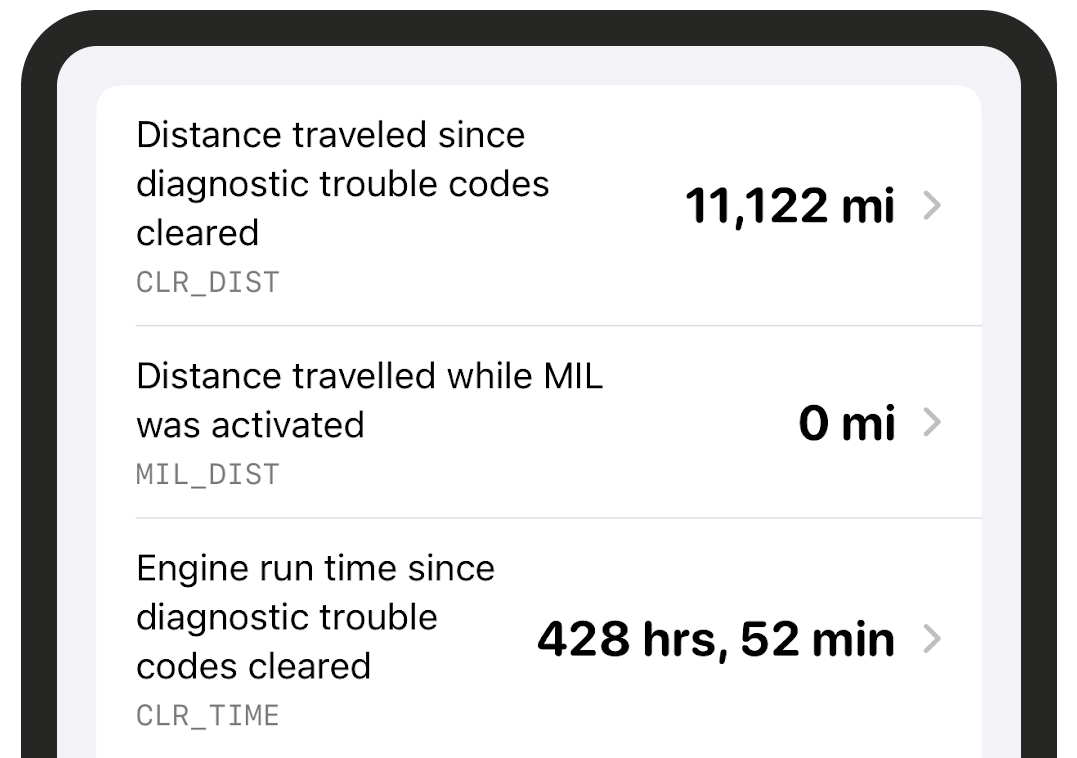 Distance traveled since
diagnostic trouble codes
cleared
11,122 mi
CLR_DIST
Distance travelled while MIL
was activated
0 mi
MIL_DIST
Engine run time since
diagnostic trouble
codes cleared
428 hrs, 52 min
CLR_TIME